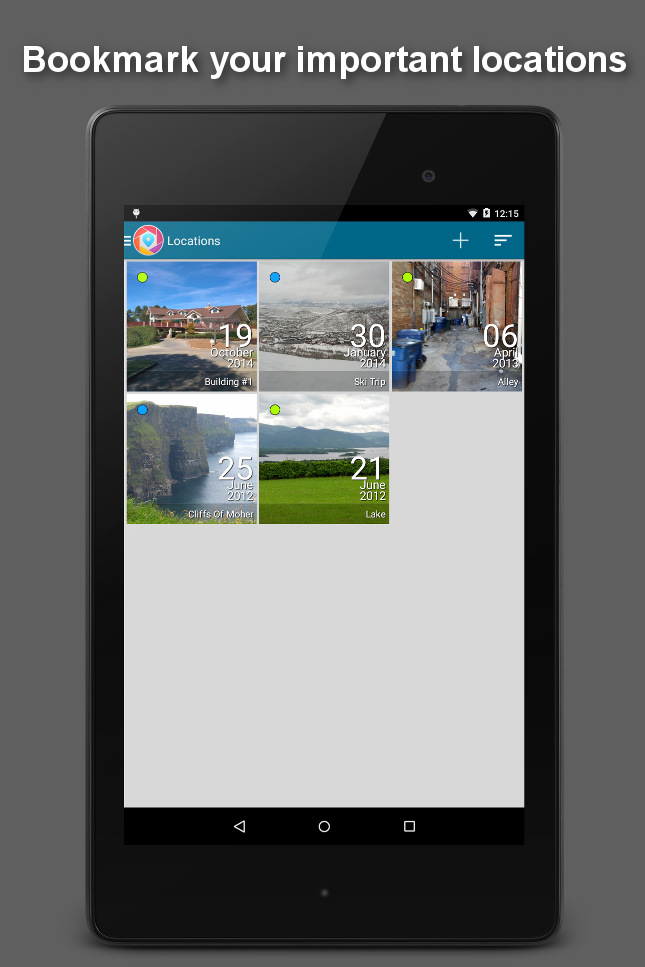 Bookmark your important locations
12:15
Locations
19
October
2014
Building #1
30
January
2014
Ski Trip
06
April
2013
Alley
25
June
2012
Cliffs Of Moher
21
June
2012
Lake